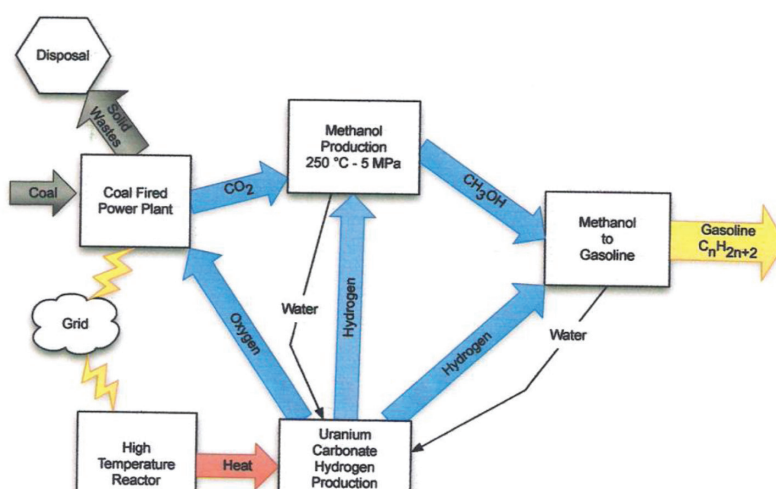 Disposal
Solid
Wastes
Coal
Coal Fired
Power Plant
CO2
Methanol
Production
250 °C - 5 MPa
CH3OH
Methanol
to
Gasoline
Gasoline
CnH2n+2
Water
Hydrogen
Oxygen
Hydrogen
Water
Grid
High
Temperature
Reactor
Heat
Uranium
Carbonate
Hydrogen
Production